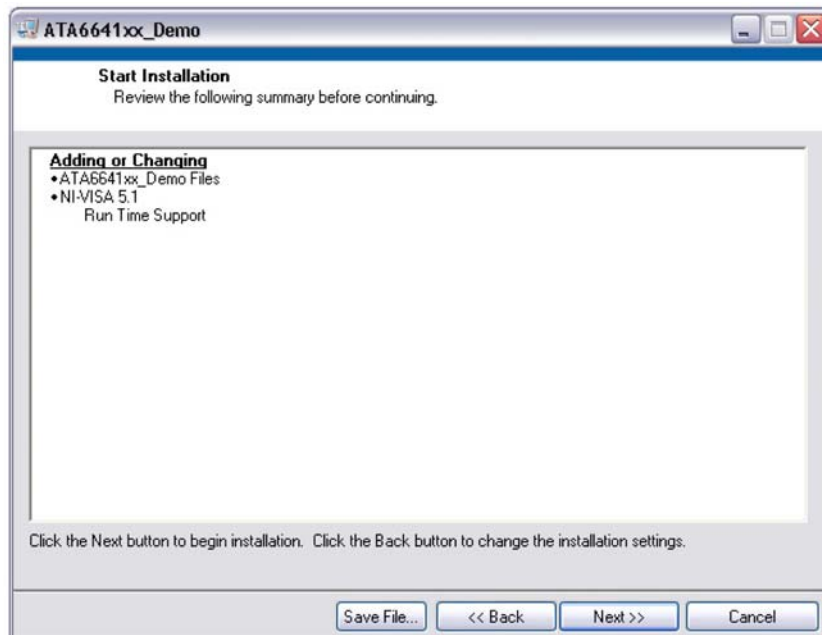 ATA6641xx_Demo
Start Installation
Review the following summary before continuing.
Adding or Changing
•ATA6641xx_Demo Files
•NI-VISA 5.1
Run Time Support
Click the Next button to begin installation. Click the Back button to change the installation settings.
Save File... << Back Next >> Cancel